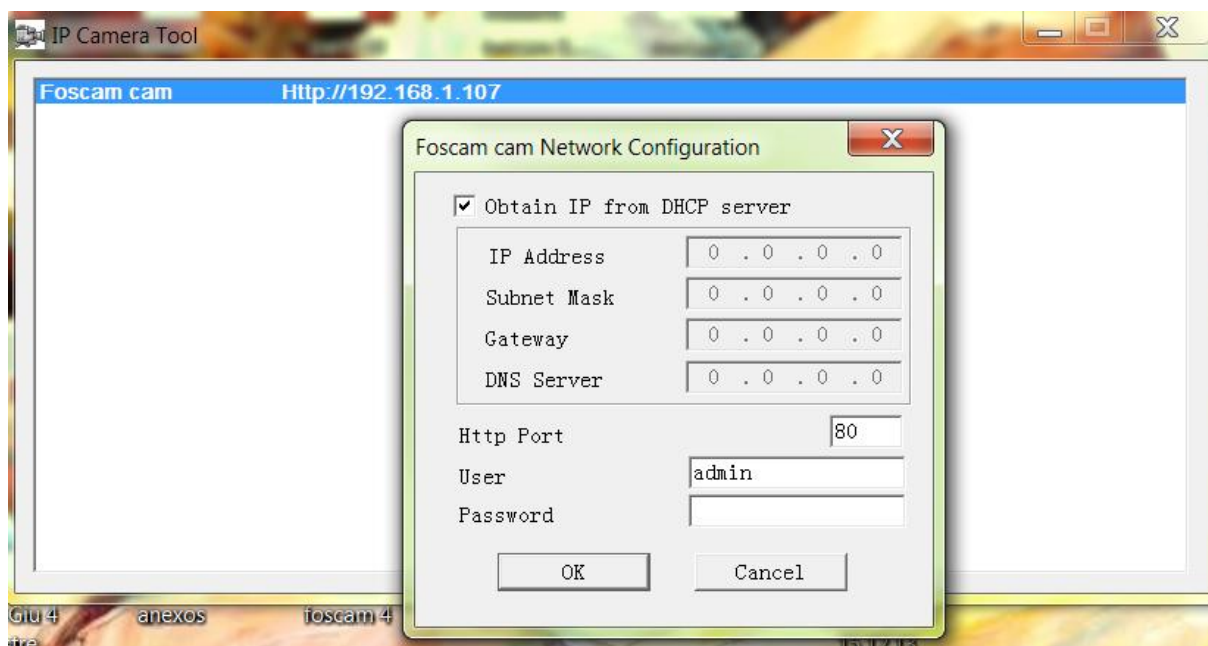 IP Camera Tool
Foscam cam Http://192.168.1.107
Foscam cam Network Configuration
Obtain IP from DHCP server
IP Address 0 . 0 . 0 . 0
Subnet Mask 0 . 0 . 0 . 0
Gateway 0 . 0 . 0 . 0
DNS Server 0 . 0 . 0 . 0
Http Port 80
User admin
Password
OK Cancel
Giu 4 anexos foscam 4